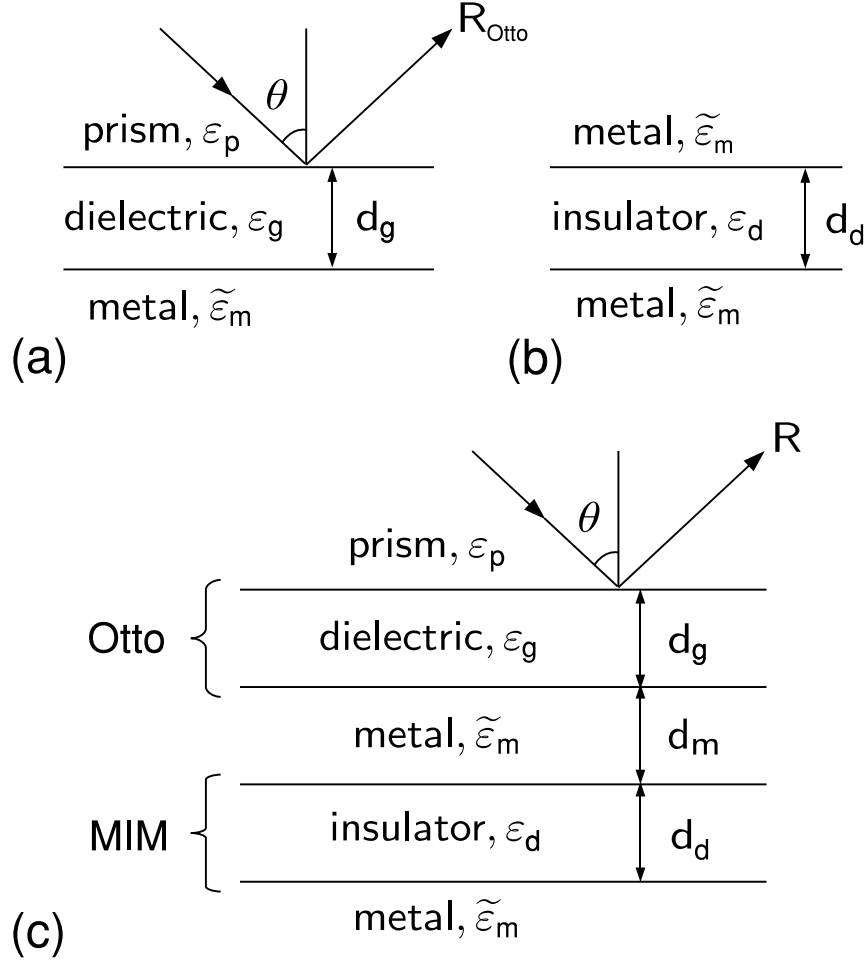 R_Otto
θ
prism, ε_p
dielectric, ε_g
d_g
metal, ε̃_m
(a)
metal, ε̃_m
insulator, ε_d
d_d
metal, ε̃_m
(b)
R
θ
prism, ε_p
Otto
dielectric, ε_g
d_g
metal, ε̃_m
d_m
MIM
insulator, ε_d
d_d
metal, ε̃_m
(c)